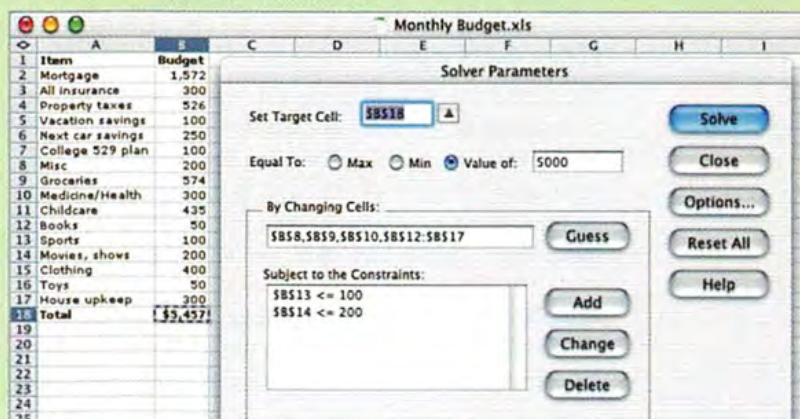 Monthly Budget.xls
A B C D E F G H I
1 Item Budget
2 Mortgage 1,572
3 All insurance 300
4 Property taxes 526
5 Vacation savings 100
6 Next car savings 250
7 College 529 plan 100
8 Misc 200
9 Groceries 574
10 Medicine/Health 300
11 Childcare 435
12 Books 50
13 Sports 100
14 Movies, shows 200
15 Clothing 400
16 Toys 50
17 House upkeep 300
18 Total $5,457
19
20
21
22
23
24
25
Solver Parameters
Set Target Cell: $B$18
Equal To: Max Min Value of: 5000
By Changing Cells:
$B$8,$B$9,$B$10,$B$12:$B$17
Guess
Subject to the Constraints:
$B$13 <= 100
$B$14 <= 200
Add
Change
Delete
Solve
Close
Options...
Reset All
Help